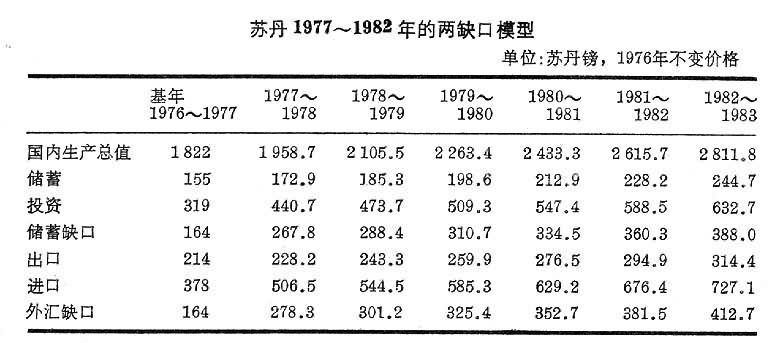 苏丹1977～1982年的两缺口模型
单位:苏丹镑，1976年不变价格
基年 1977～ 1978～ 1979～ 1980～ 1981～ 1982～
1976～1977 1978 1979 1980 1981 1982 1983
国内生产总值 1822 1958.7 2105.5 2263.4 2433.3 2615.7 2811.8
储蓄 155 172.9 185.3 198.6 212.9 228.2 244.7
投资 319 440.7 473.7 509.3 547.4 588.5 632.7
储蓄缺口 164 267.8 288.4 310.7 334.5 360.3 388.0
出口 214 228.2 243.3 259.9 276.5 294.9 314.4
进口 378 506.5 544.5 585.3 629.2 676.4 727.1
外汇缺口 164 278.3 301.2 325.4 352.7 381.5 412.7